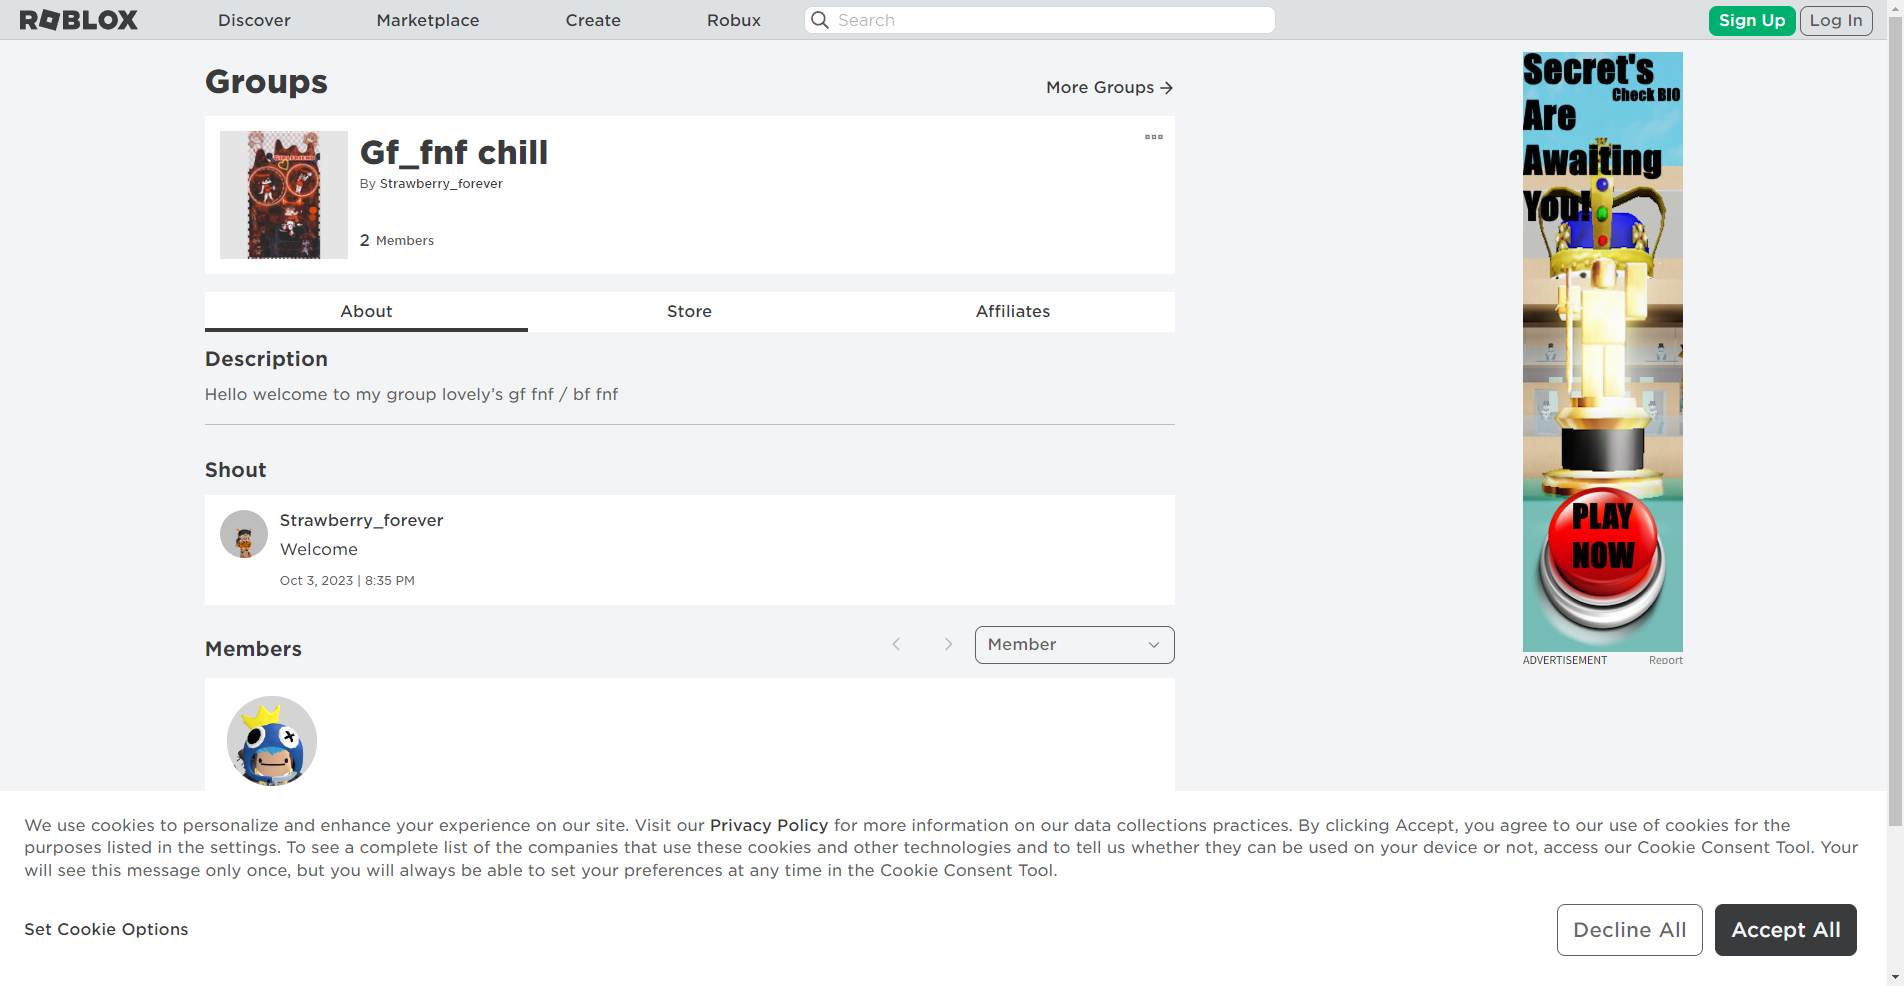 ROBLOX
Discover
Marketplace
Create
Robux
Search
Sign Up
Log In
Groups
More Groups
GIRLFRIEND
Gf_fnf chill
By Strawberry_forever
2 Members
About
Store
Affiliates
Description
Hello welcome to my group lovely’s gf fnf / bf fnf
Shout
Strawberry_forever
Welcome
Oct 3, 2023 | 8:35 PM
Members
Member
Secret's
Check BIO
Are
Awaiting
You!
PLAY
NOW
ADVERTISEMENT
Report
We use cookies to personalize and enhance your experience on our site. Visit our Privacy Policy for more information on our data collections practices. By clicking Accept, you agree to our use of cookies for the
purposes listed in the settings. To see a complete list of the companies that use these cookies and other technologies and to tell us whether they can be used on your device or not, access our Cookie Consent Tool. Your
will see this message only once, but you will always be able to set your preferences at any time in the Cookie Consent Tool.
Set Cookie Options
Decline All
Accept All